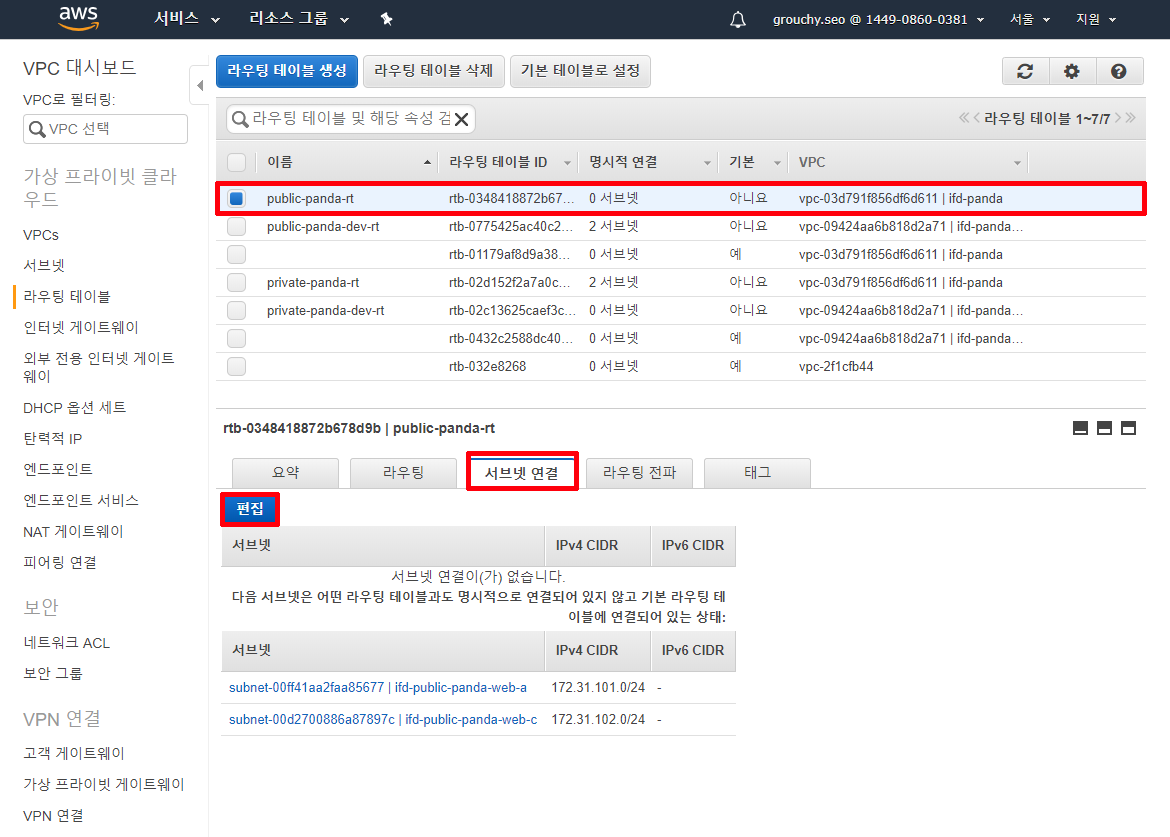 aws 서비스 리소스 그룹 grouchy.seo @ 1449-0860-0381 서울 지원
VPC 대시보드
VPC로 필터링:
VPC 선택
가상 프라이빗 클라
우드
VPCs
서브넷
라우팅 테이블
인터넷 게이트웨이
외부 전용 인터넷 게이트
웨이
DHCP 옵션 세트
탄력적 IP
엔드포인트
엔드포인트 서비스
NAT 게이트웨이
피어링 연결
보안
네트워크 ACL
보안 그룹
VPN 연결
고객 게이트웨이
가상 프라이빗 게이트웨이
VPN 연결
라우팅 테이블 생성 라우팅 테이블 삭제 기본 테이블로 설정
라우팅 테이블 및 해당 속성 검 라우팅 테이블 1~7/7
이름 라우팅 테이블 ID 명시적 연결 기본 VPC
public-panda-rt rtb-0348418872b67... 0 서브넷 아니요 vpc-03d791f856df6d611 | ifd-panda
public-panda-dev-rt rtb-0775425ac40c2... 2 서브넷 아니요 vpc-09424aa6b818d2a71 | ifd-panda...
rtb-01179af8d9a38... 0 서브넷 예 vpc-03d791f856df6d611 | ifd-panda
private-panda-rt rtb-02d152f2a7a0c... 2 서브넷 아니요 vpc-03d791f856df6d611 | ifd-panda
private-panda-dev-rt rtb-02c13625caef3c... 2 서브넷 아니요 vpc-09424aa6b818d2a71 | ifd-panda...
rtb-0432c2588dc40... 0 서브넷 예 vpc-09424aa6b818d2a71 | ifd-panda...
rtb-032e8268 0 서브넷 예 vpc-2f1cfb44
rtb-0348418872b678d9b | public-panda-rt
요약 라우팅 서브넷 연결 라우팅 전파 태그
편집
서브넷 IPv4 CIDR IPv6 CIDR
서브넷 연결이(가) 없습니다.
다음 서브넷은 어떤 라우팅 테이블과도 명시적으로 연결되어 있지 않고 기본 라우팅 테
이블에 연결되어 있는 상태:
서브넷 IPv4 CIDR IPv6 CIDR
subnet-00ff41aa2faa85677 | ifd-public-panda-web-a 172.31.101.0/24 -
subnet-00d2700886a87897c | ifd-public-panda-web-c 172.31.102.0/24 -